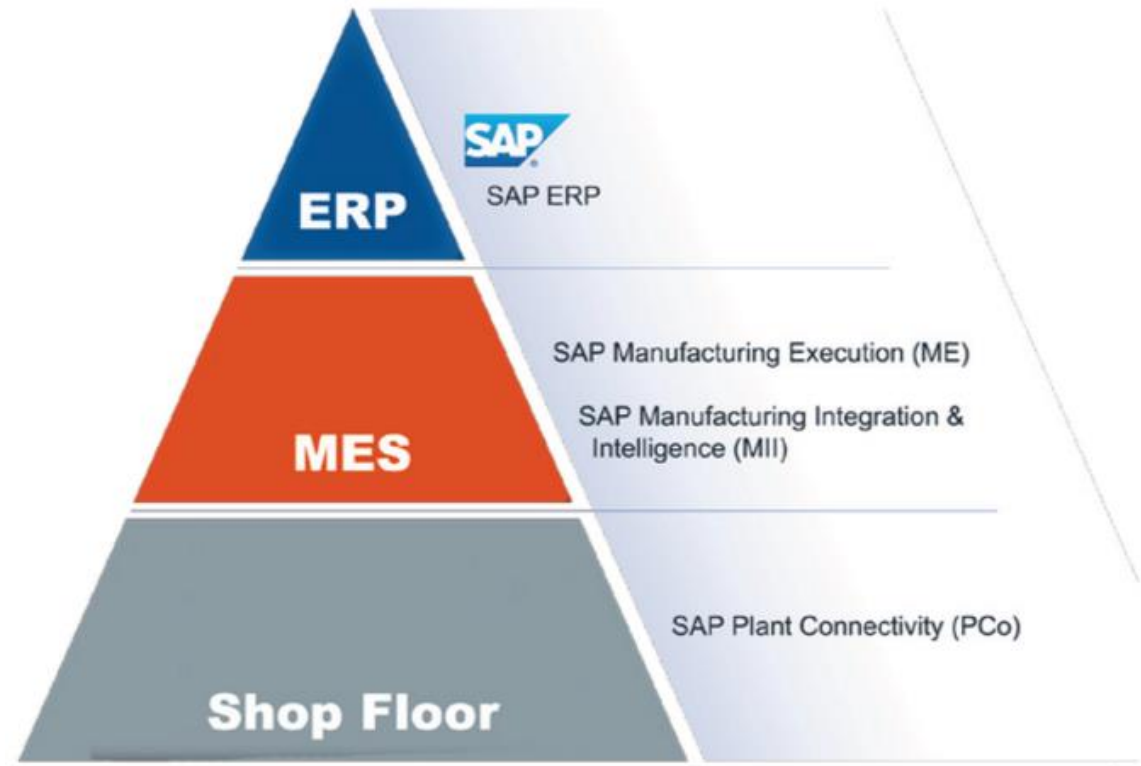 SAP
SAP ERP
ERP
SAP Manufacturing Execution (ME)
SAP Manufacturing Integration &
Intelligence (MII)
MES
SAP Plant Connectivity (PCo)
Shop Floor